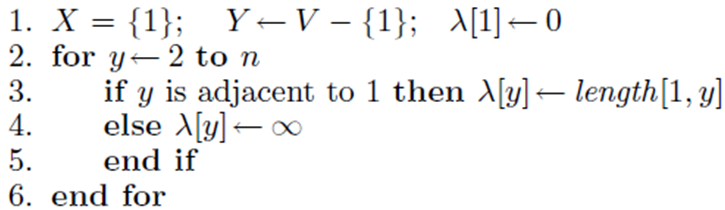 1. X = {1}; Y ← V − {1}; λ[1] ← 0
2. for y ← 2 to n
3. if y is adjacent to 1 then λ[y] ← length[1, y]
4. else λ[y] ← ∞
5. end if
6. end for